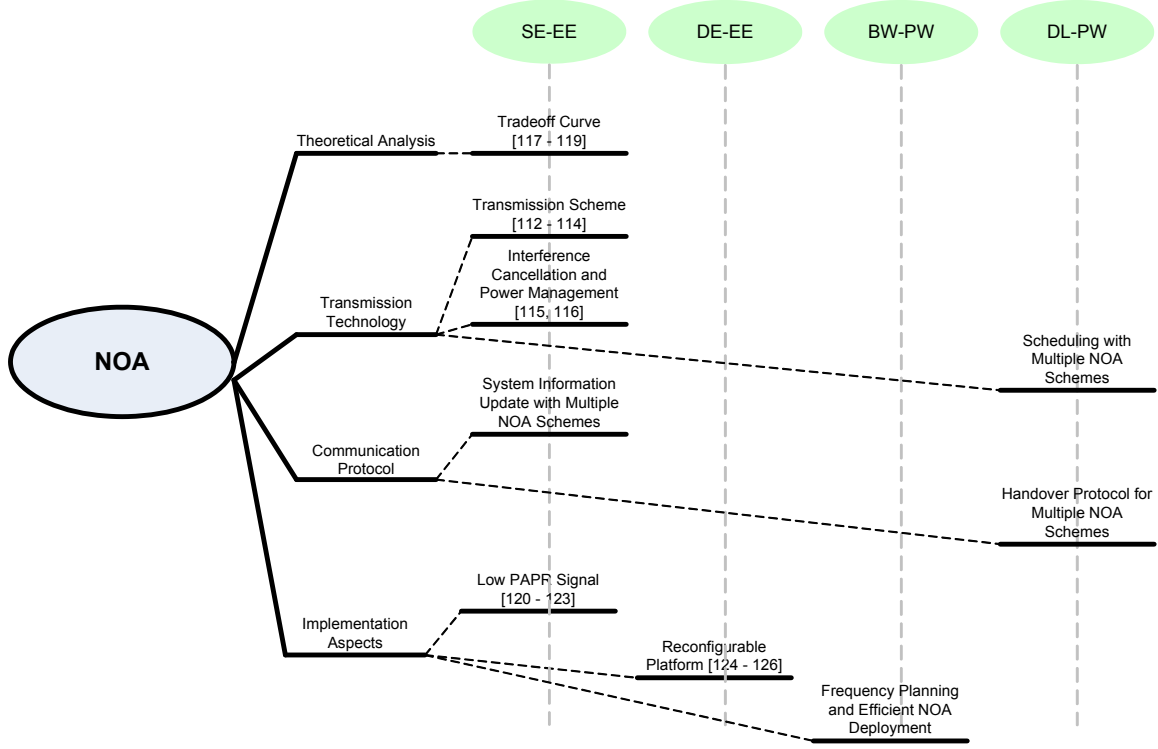 SE-EE
DE-EE
BW-PW
DL-PW
Theoretical Analysis
Tradeoff Curve
[117 - 119]
Transmission Scheme
[112 - 114]
Interference
Cancellation and
Power Management
[115, 116]
Transmission
Technology
Scheduling with
Multiple NOA
Schemes
NOA
System Information
Update with Multiple
NOA Schemes
Communication
Protocol
Handover Protocol for
Multiple NOA
Schemes
Low PAPR Signal
[120 - 123]
Implementation
Aspects
Reconfigurable
Platform [124 - 126]
Frequency Planning
and Efficient NOA
Deployment